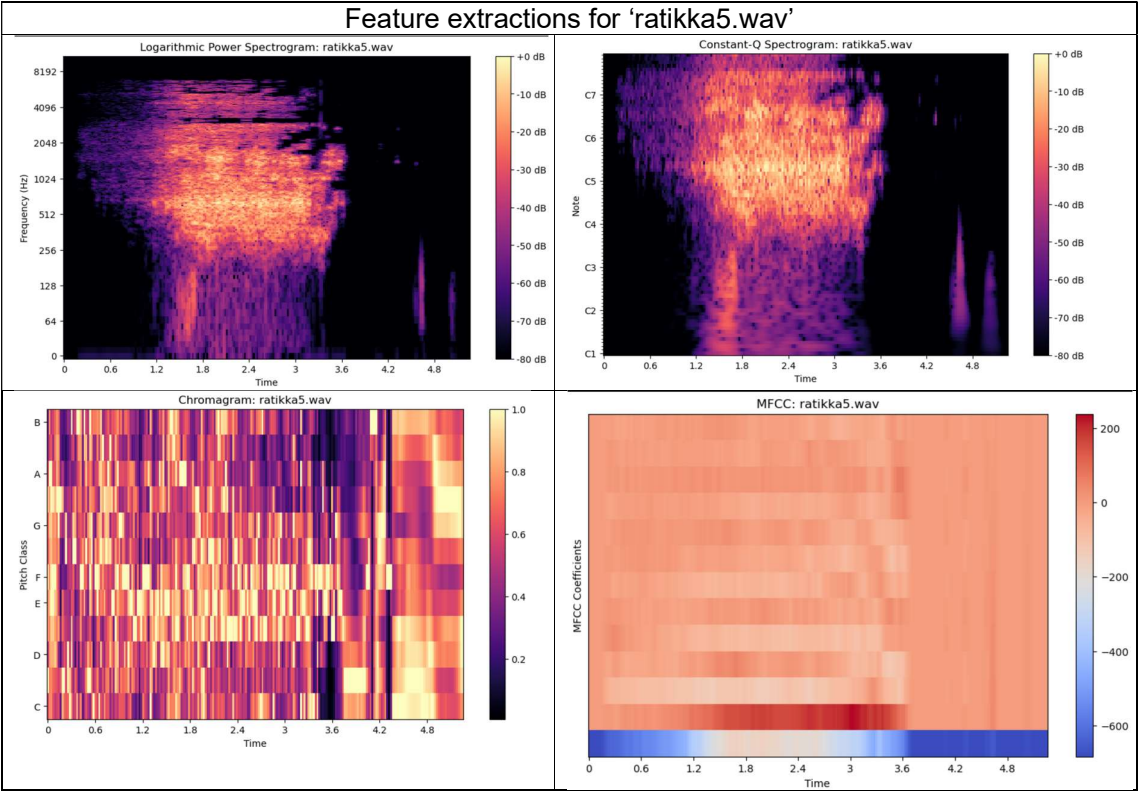 Feature extractions for ‘ratikka5.wav’
Logarithmic Power Spectrogram: ratikka5.wav
8192
4096
2048
1024
512
256
128
64
0
Frequency (Hz)
0 0.6 1.2 1.8 2.4 3 3.6 4.2 4.8
Time
+0 dB
-10 dB
-20 dB
-30 dB
-40 dB
-50 dB
-60 dB
-70 dB
-80 dB
Constant-Q Spectrogram: ratikka5.wav
C7
C6
C5
C4
C3
C2
C1
Note
0 0.6 1.2 1.8 2.4 3 3.6 4.2 4.8
Time
+0 dB
-10 dB
-20 dB
-30 dB
-40 dB
-50 dB
-60 dB
-70 dB
-80 dB
Chromagram: ratikka5.wav
B
A
G
F
E
D
C
Pitch Class
0 0.6 1.2 1.8 2.4 3 3.6 4.2 4.8
Time
1.0
0.8
0.6
0.4
0.2
MFCC: ratikka5.wav
MFCC Coefficients
0 0.6 1.2 1.8 2.4 3 3.6 4.2 4.8
Time
200
0
−200
−400
−600